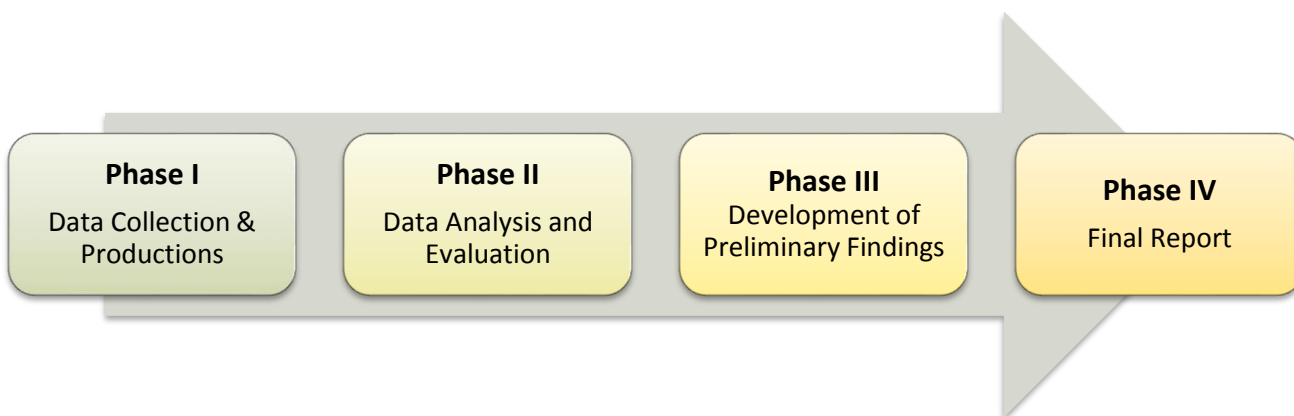 Phase I
Data Collection &
Productions
Phase II
Data Analysis and
Evaluation
Phase III
Development of
Preliminary Findings
Phase IV
Final Report